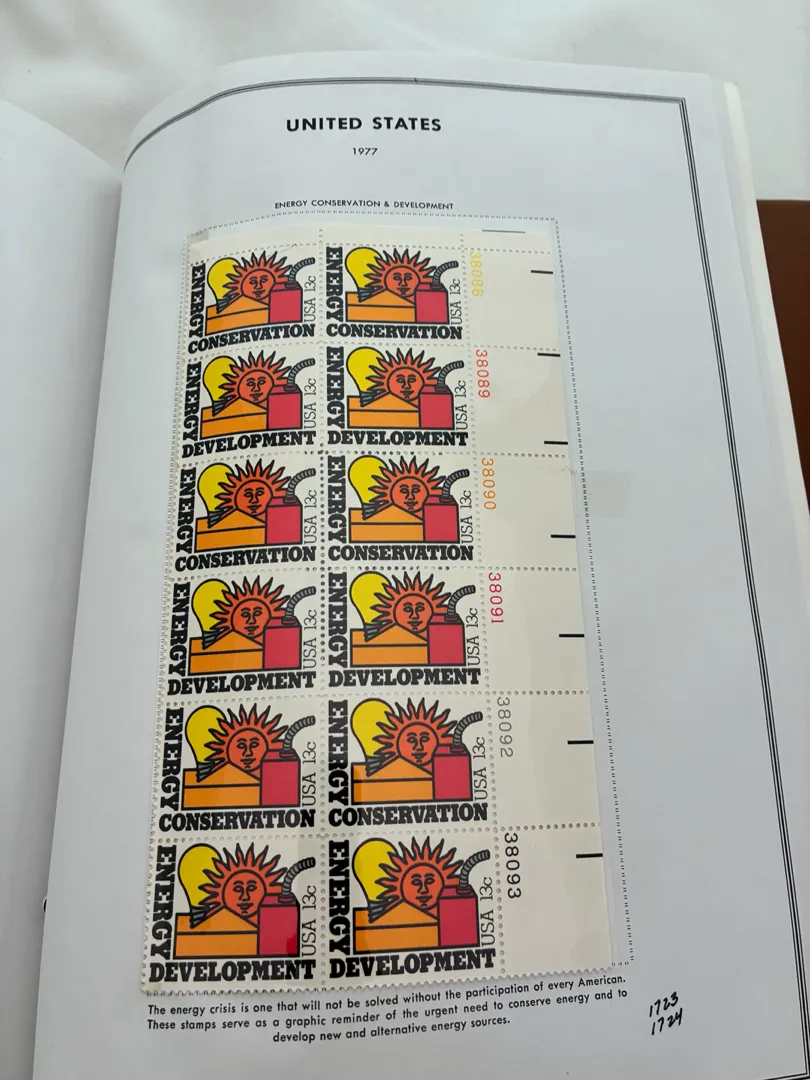 UNITED STATES
1977
ENERGY CONSERVATION & DEVELOPMENT
ENERGY CONSERVATION USA 13c
ENERGY CONSERVATION USA 13c
38088
ENERGY DEVELOPMENT USA 13c
ENERGY DEVELOPMENT USA 13c
38089
ENERGY CONSERVATION USA 13c
ENERGY CONSERVATION USA 13c
38090
ENERGY DEVELOPMENT USA 13c
ENERGY DEVELOPMENT USA 13c
38091
ENERGY CONSERVATION USA 13c
ENERGY CONSERVATION USA 13c
38092
ENERGY DEVELOPMENT USA 13c
ENERGY DEVELOPMENT USA 13c
38093
The energy crisis is one that will not be solved without the participation of every American.
These stamps serve as a graphic reminder of the urgent need to conserve energy and to
develop new and alternative energy sources.
1723
1724